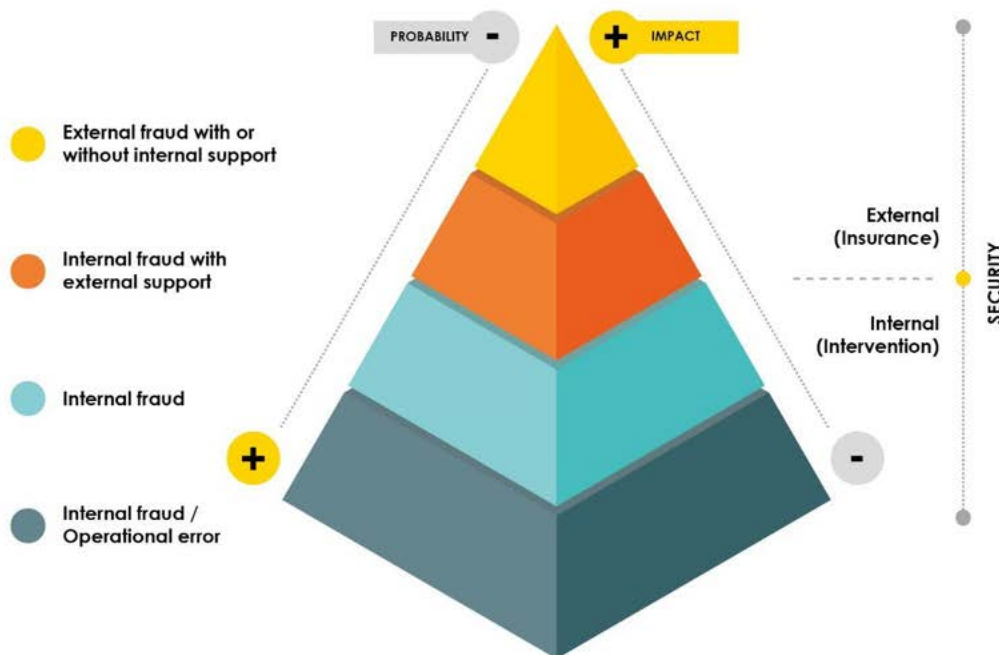 PROBABILITY -
+ IMPACT
External fraud with or
without internal support
External
(Insurance)
Internal fraud with
external support
SECURITY
Internal
(Intervention)
Internal fraud
+
-
Internal fraud /
Operational error